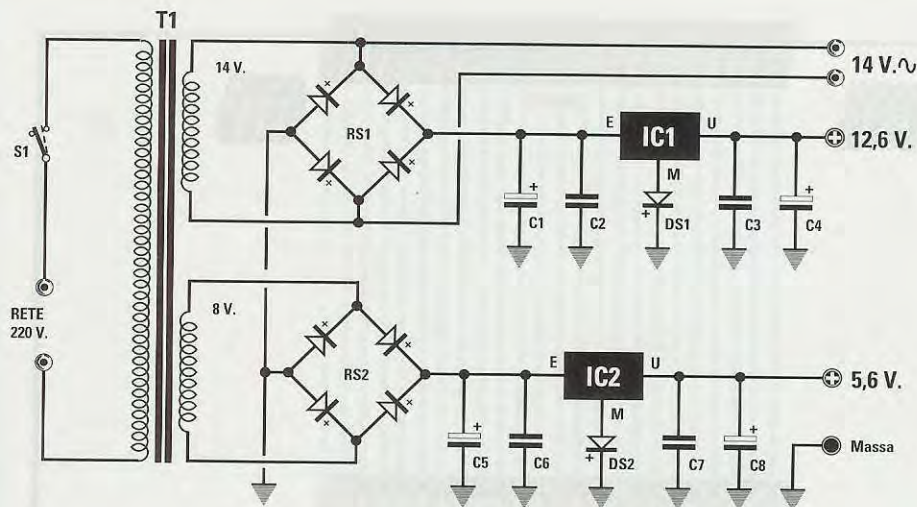 T1
S1
RETE
220 V.
14 V.
8 V.
RS1
RS2
E
IC1
U
M
+
C1
C2
+
DS1
C3
+
C4
14 V.∿
+ 12,6 V.
E
IC2
U
M
+
C5
C6
+
DS2
C7
+
C8
+ 5,6 V.
Massa